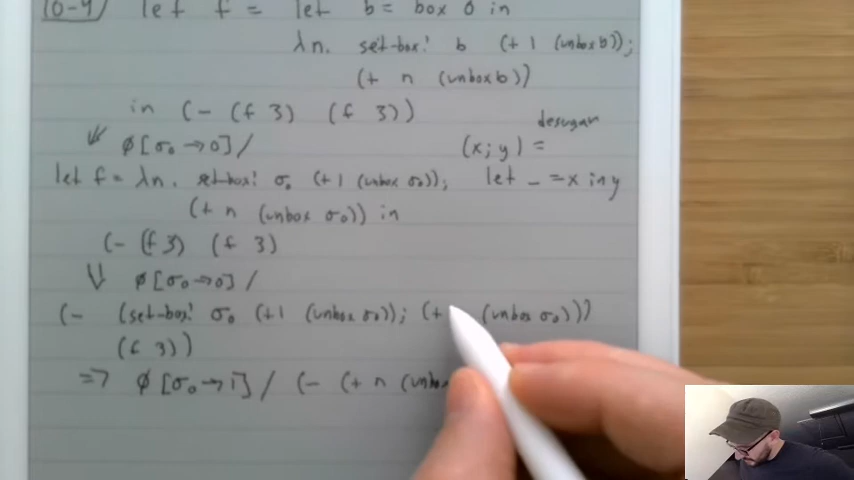 10-4) let f = let b = box 0 in
λn. set-box! b (+ 1 (unbox b));
(+ n (unbox b))
in (- (f 3) (f 3))
desugar
⇓ ∅[σ₀→0]/ (x; y) =
let f = λn. set-box! σ₀ (+1 (unbox σ₀)); let _ = x in y
(+ n (unbox σ₀)) in
(- (f 3) (f 3)
⇓ ∅[σ₀→0]/
(- (set-box! σ₀ (+1 (unbox σ₀)); (+ (unbox σ₀)))
(f 3))
=> ∅[σ₀→1]/ (- (+ n (unbox